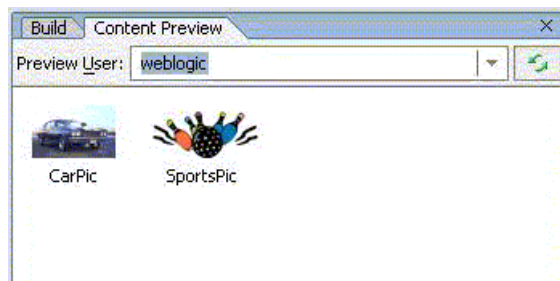 Build Content Preview
Preview User: weblogic
CarPic SportsPic